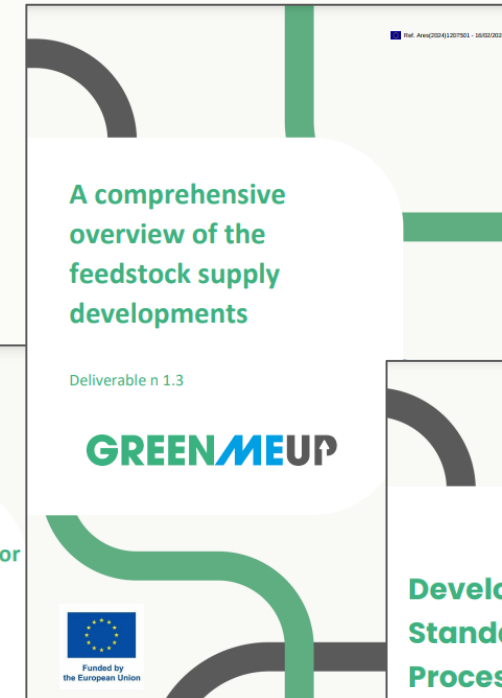 Ref. Ares(2024)1207501 - 16/02/202
A comprehensive
overview of the
feedstock supply
developments
Deliverable n 1.3
GREENMEUP
or
Funded by
the European Union
Develo
Standa
Proces